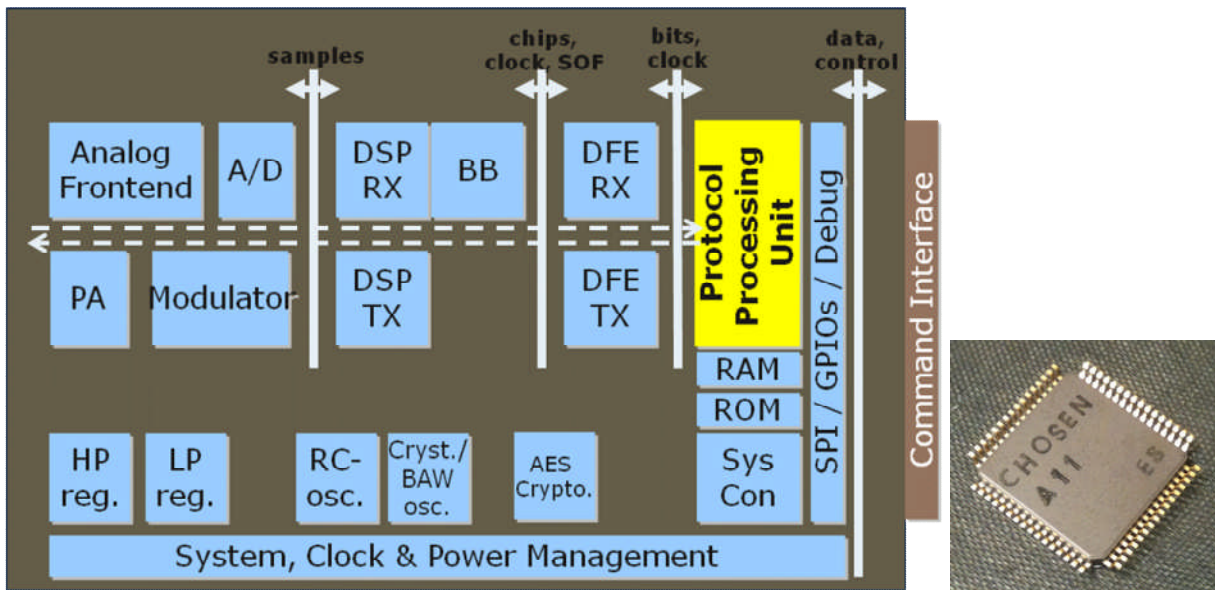 samples
chips,
clock, SOF
bits,
clock
data,
control
Analog
Frontend
A/D
DSP
RX
BB
DFE
RX
Protocol
Processing
Unit
SPI / GPIOs / Debug
Command Interface
PA
Modulator
DSP
TX
DFE
TX
RAM
ROM
HP
reg.
LP
reg.
RC-
osc.
Cryst./
BAW
osc.
AES
Crypto.
Sys
Con
System, Clock & Power Management
CHOSEN
A11
ES